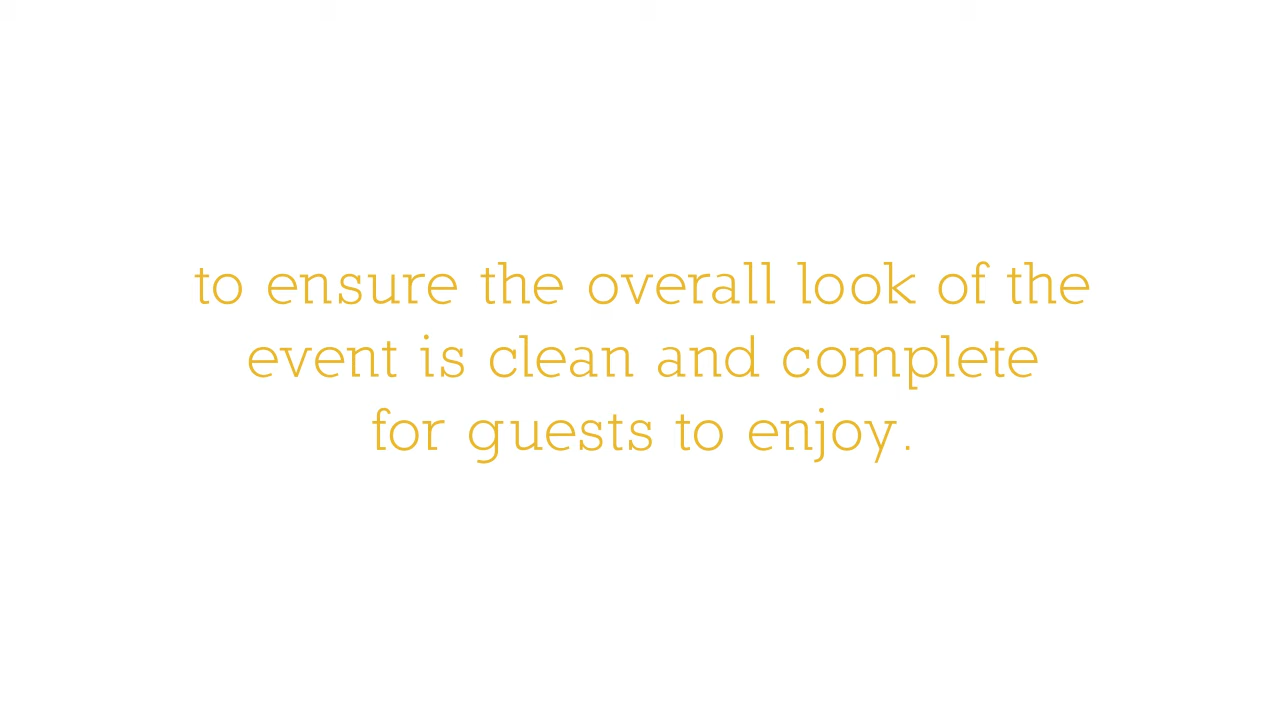 to ensure the overall look of the
event is clean and complete
for guests to enjoy.